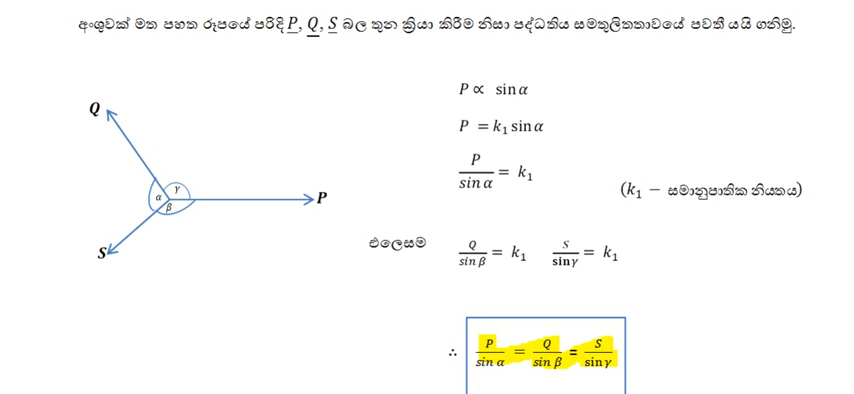 අංශුවක් මත පහත රූපයේ පරිදි P, Q, S බල තුන ක්‍රියා කිරීම නිසා පද්ධතිය සමතුලිතතාවයේ පවතී යයි ගනිමු.
P ∝ sin α
Q
P = k₁ sin α
P/sin α = k₁
(k₁ − සමානුපාතික නියතය)
α γ β
P
S
එලෙසම Q/sin β = k₁ S/sin γ = k₁
∴ P/sin α = Q/sin β = S/sin γ